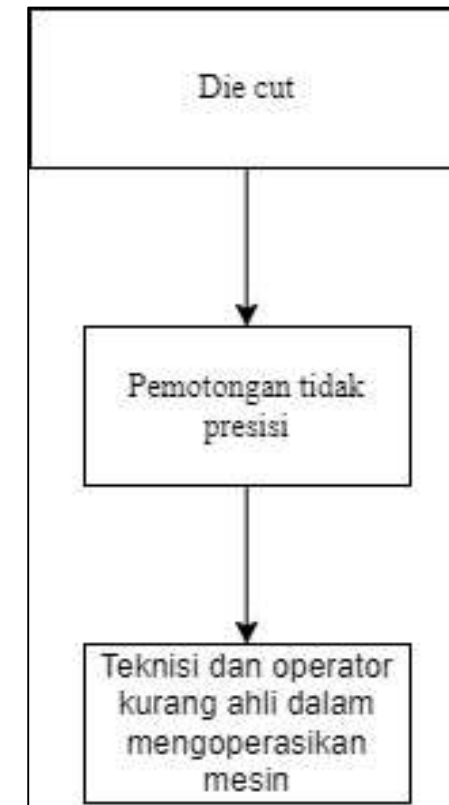 Die cut
Pemotongan tidak
presisi
Teknisi dan operator
kurang ahli dalam
mengoperasikan
mesin